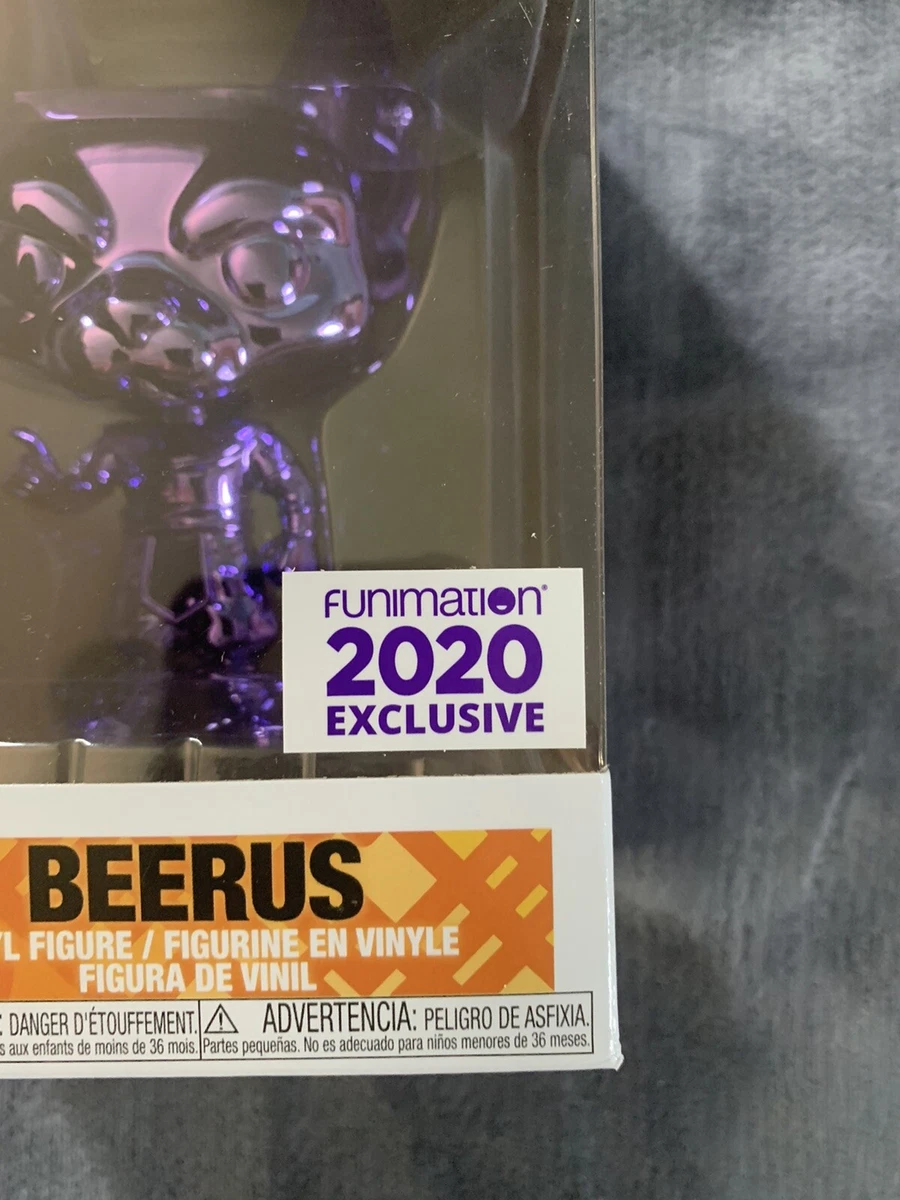 FUNIMATION®
2020
EXCLUSIVE
BEERUS
FIGURE / FIGURINE EN VINYLE
FIGURA DE VINIL
DANGER D'ÉTOUFFEMENT.
⚠ ADVERTENCIA: PELIGRO DE ASFIXIA.
aux enfants de moins de 36 mois.
Partes pequeñas. No es adecuado para niños menores de 36 meses.